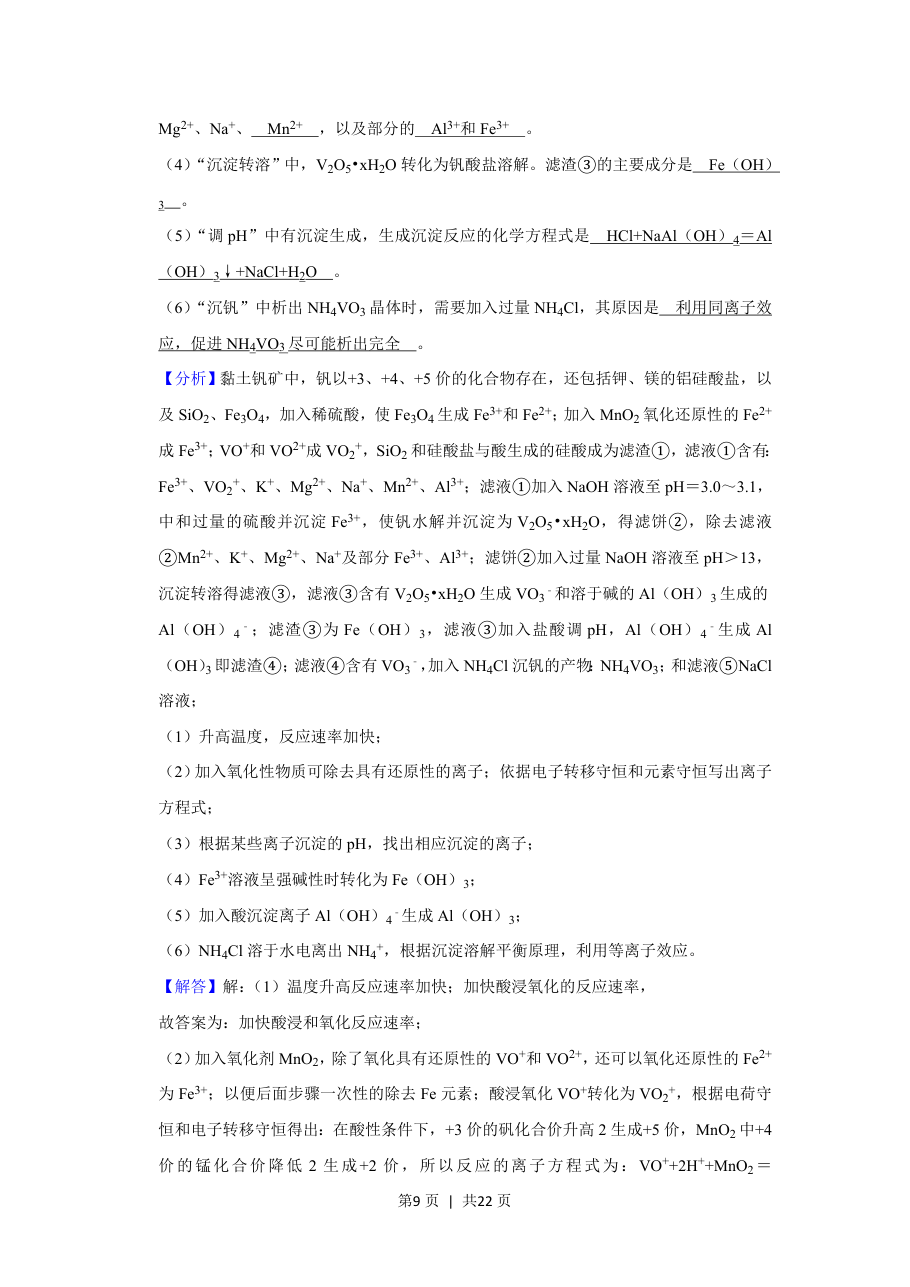 Mg2+、Na+、 Mn2+ ，以及部分的 Al3+和 Fe3+ 。
（4）“沉淀转溶”中，V2O5•xH2O 转化为钒酸盐溶解。滤渣③的主要成分是 Fe（OH）
3 。
（5）“调 pH”中有沉淀生成，生成沉淀反应的化学方程式是 HCl+NaAl（OH）4＝Al
（OH）3↓+NaCl+H2O 。
（6）“沉钒”中析出 NH4VO3 晶体时，需要加入过量 NH4Cl，其原因是 利用同离子效
应，促进 NH4VO3 尽可能析出完全 。
【分析】黏土钒矿中，钒以+3、+4、+5 价的化合物存在，还包括钾、镁的铝硅酸盐，以
及 SiO2、Fe3O4，加入稀硫酸，使 Fe3O4 生成 Fe3+和 Fe2+；加入 MnO2 氧化还原性的 Fe2+
成 Fe3+；VO+和 VO2+成 VO2+，SiO2 和硅酸盐与酸生成的硅酸成为滤渣①，滤液①含有：
Fe3+、VO2+、K+、Mg2+、Na+、Mn2+、Al3+；滤液①加入 NaOH 溶液至 pH＝3.0～3.1，
中和过量的硫酸并沉淀 Fe3+，使钒水解并沉淀为 V2O5•xH2O，得滤饼②，除去滤液
②Mn2+、K+、Mg2+、Na+及部分 Fe3+、Al3+；滤饼②加入过量 NaOH 溶液至 pH＞13，
沉淀转溶得滤液③，滤液③含有 V2O5•xH2O 生成 VO3﹣和溶于碱的 Al（OH）3 生成的
Al（OH）4﹣；滤渣③为 Fe（OH）3，滤液③加入盐酸调 pH，Al（OH）4﹣生成 Al
（OH）3 即滤渣④；滤液④含有 VO3﹣，加入 NH4Cl 沉钒的产物：NH4VO3；和滤液⑤NaCl
溶液；
（1）升高温度，反应速率加快；
（2）加入氧化性物质可除去具有还原性的离子；依据电子转移守恒和元素守恒写出离子
方程式；
（3）根据某些离子沉淀的 pH，找出相应沉淀的离子；
（4）Fe3+溶液呈强碱性时转化为 Fe（OH）3；
（5）加入酸沉淀离子 Al（OH）4﹣生成 Al（OH）3；
（6）NH4Cl 溶于水电离出 NH4+，根据沉淀溶解平衡原理，利用等离子效应。
【解答】解：（1）温度升高反应速率加快；加快酸浸氧化的反应速率，
故答案为：加快酸浸和氧化反应速率；
（2）加入氧化剂 MnO2，除了氧化具有还原性的 VO+和 VO2+，还可以氧化还原性的 Fe2+
为 Fe3+；以便后面步骤一次性的除去 Fe 元素；酸浸氧化 VO+转化为 VO2+，根据电荷守
恒和电子转移守恒得出：在酸性条件下，+3 价的矾化合价升高 2 生成+5 价，MnO2 中+4
价的锰化合价降低 2 生成+2 价，所以反应的离子方程式为：VO++2H++MnO2＝
第9页 | 共22页